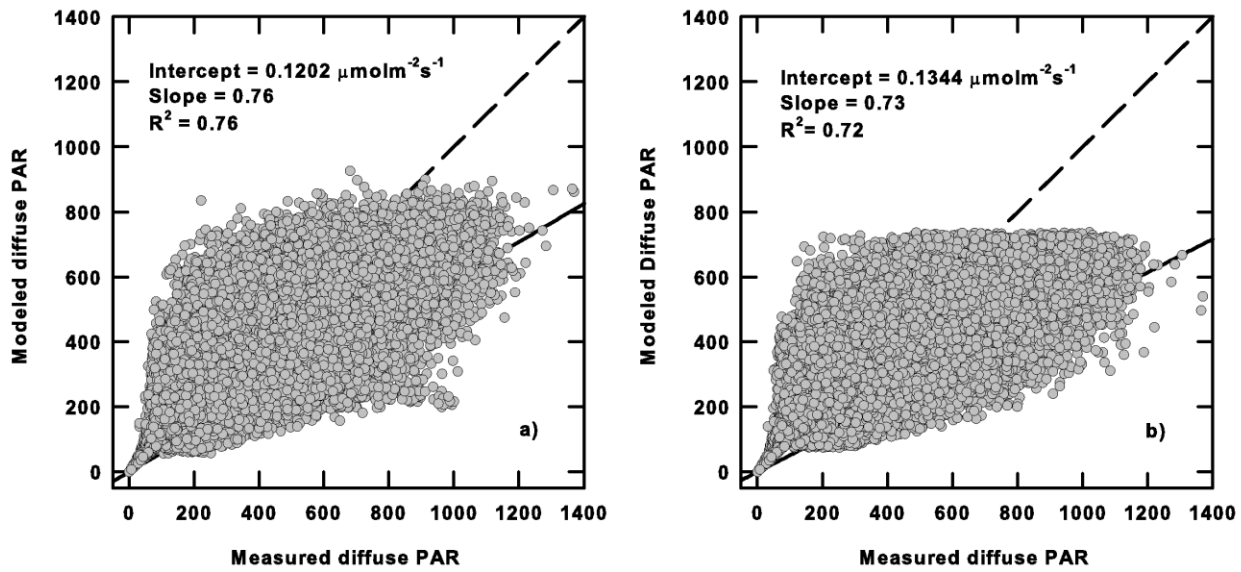 1400
1200
1000
800
600
400
200
0
Modeled diffuse PAR
Intercept = 0.1202 μmolm⁻²s⁻¹
Slope = 0.76
R² = 0.76
a)
0 200 400 600 800 1000 1200 1400
Measured diffuse PAR
1400
1200
1000
800
600
400
200
0
Modeled Diffuse PAR
Intercept = 0.1344 μmolm⁻²s⁻¹
Slope = 0.73
R²= 0.72
b)
0 200 400 600 800 1000 1200 1400
Measured diffuse PAR